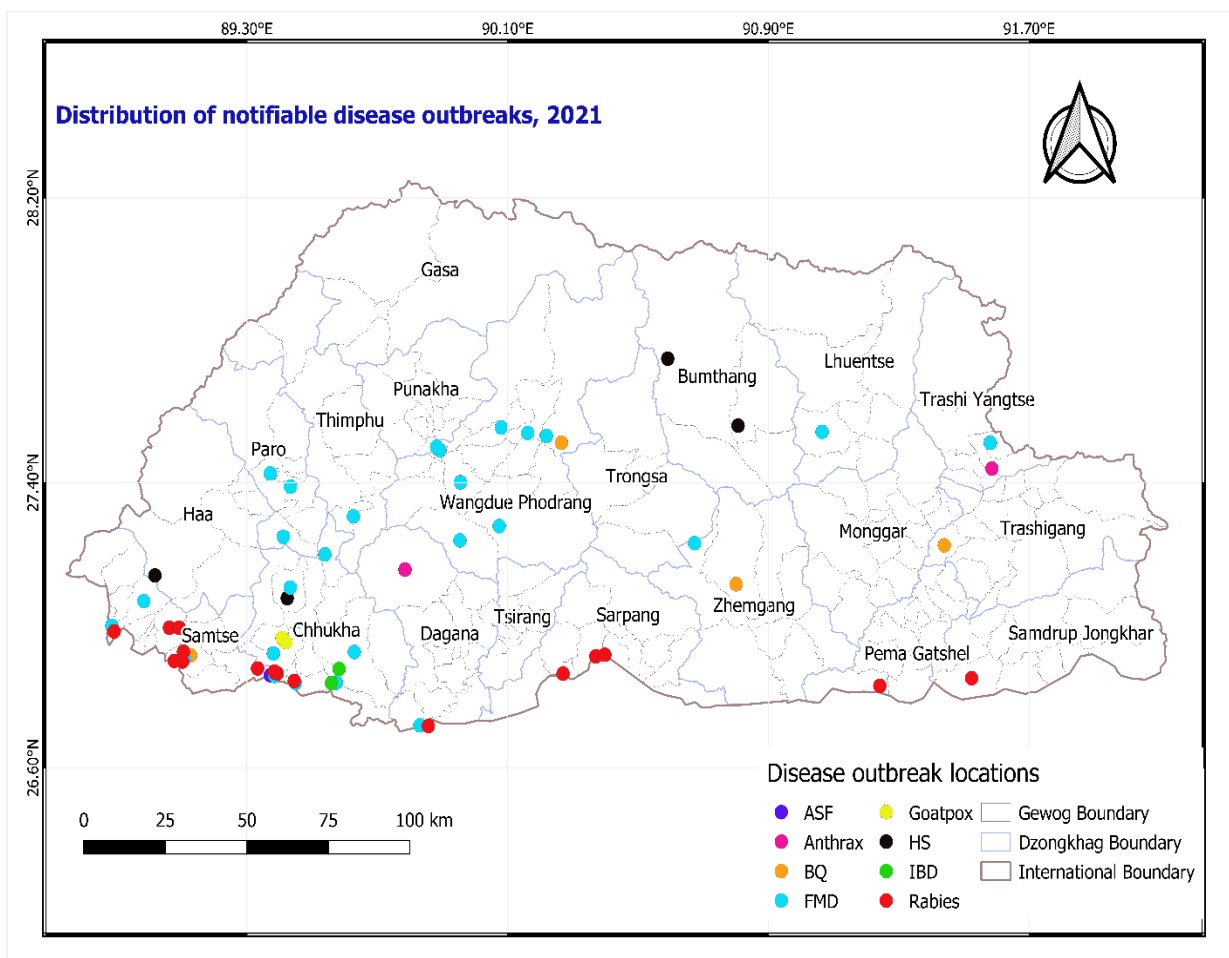 89.30°E 90.10°E 90.90°E 91.70°E
Distribution of notifiable disease outbreaks, 2021
28.20°N
27.40°N
26.60°N
Gasa
Punakha
Thimphu
Paro
Haa
Wangdue Phodrang
Bumthang
Lhuentse
Trashi Yangtse
Trongsa
Monggar
Trashigang
Samtse
Chhukha
Dagana
Tsirang
Sarpang
Zhemgang
Pema Gatshel
Samdrup Jongkhar
0 25 50 75 100 km
Disease outbreak locations
ASF Goatpox Gewog Boundary
Anthrax HS Dzongkhag Boundary
BQ IBD International Boundary
FMD Rabies